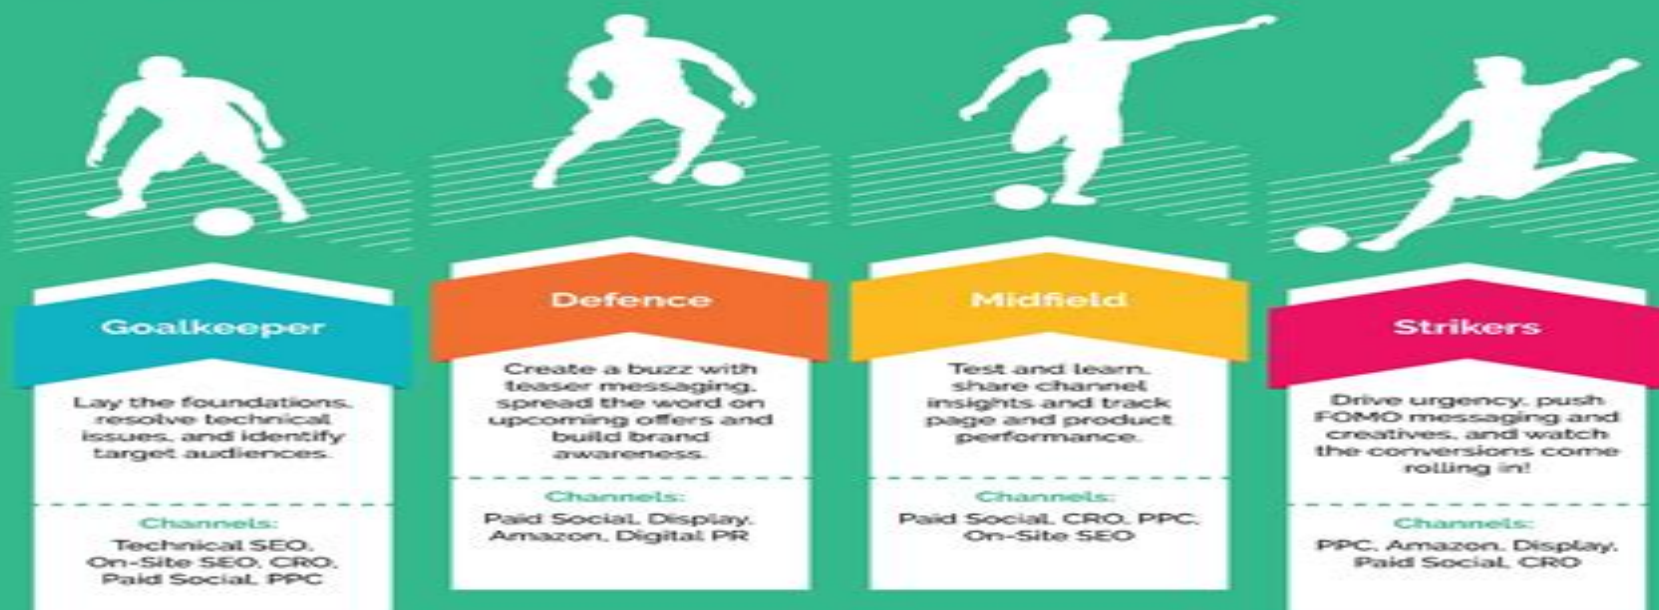 Goalkeeper
Lay the foundations,
resolve technical
issues, and identify
target audiences.
Channels:
Technical SEO,
On-Site SEO, CRO,
Paid Social, PPC
Defence
Create a buzz with
teaser messaging,
spread the word on
upcoming offers and
build brand
awareness.
Channels:
Paid Social, Display,
Amazon, Digital PR
Midfield
Test and learn,
share channel
insights and track
page and product
performance.
Channels:
Paid Social, CRO, PPC,
On-Site SEO
Strikers
Drive urgency, push
FOMO messaging and
creatives, and watch
the conversions come
rolling in!
Channels:
PPC, Amazon, Display,
Paid Social, CRO